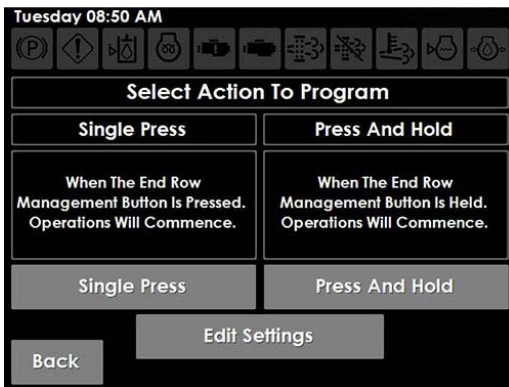 Tuesday 08:50 AM
(P)
Select Action To Program
Single Press
Press And Hold
When The End Row
Management Button Is Pressed.
Operations Will Commence.
When The End Row
Management Button Is Held.
Operations Will Commence.
Single Press
Press And Hold
Edit Settings
Back